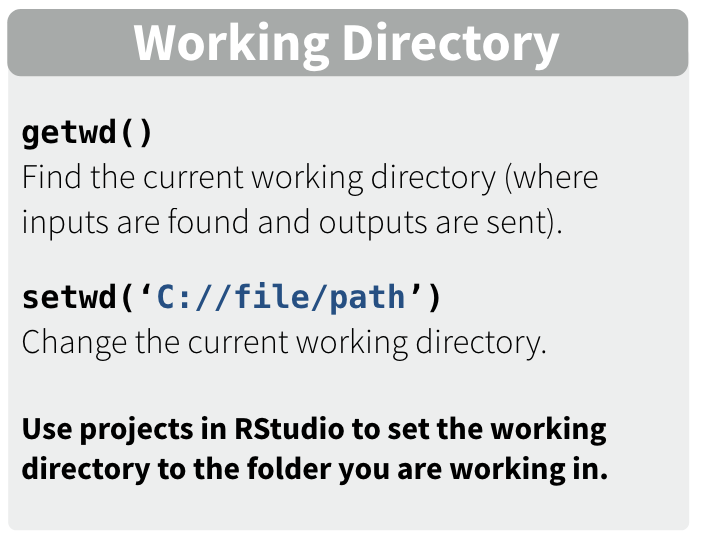 Working Directory
getwd()
Find the current working directory (where
inputs are found and outputs are sent).
setwd(‘C://file/path’)
Change the current working directory.
Use projects in RStudio to set the working
directory to the folder you are working in.